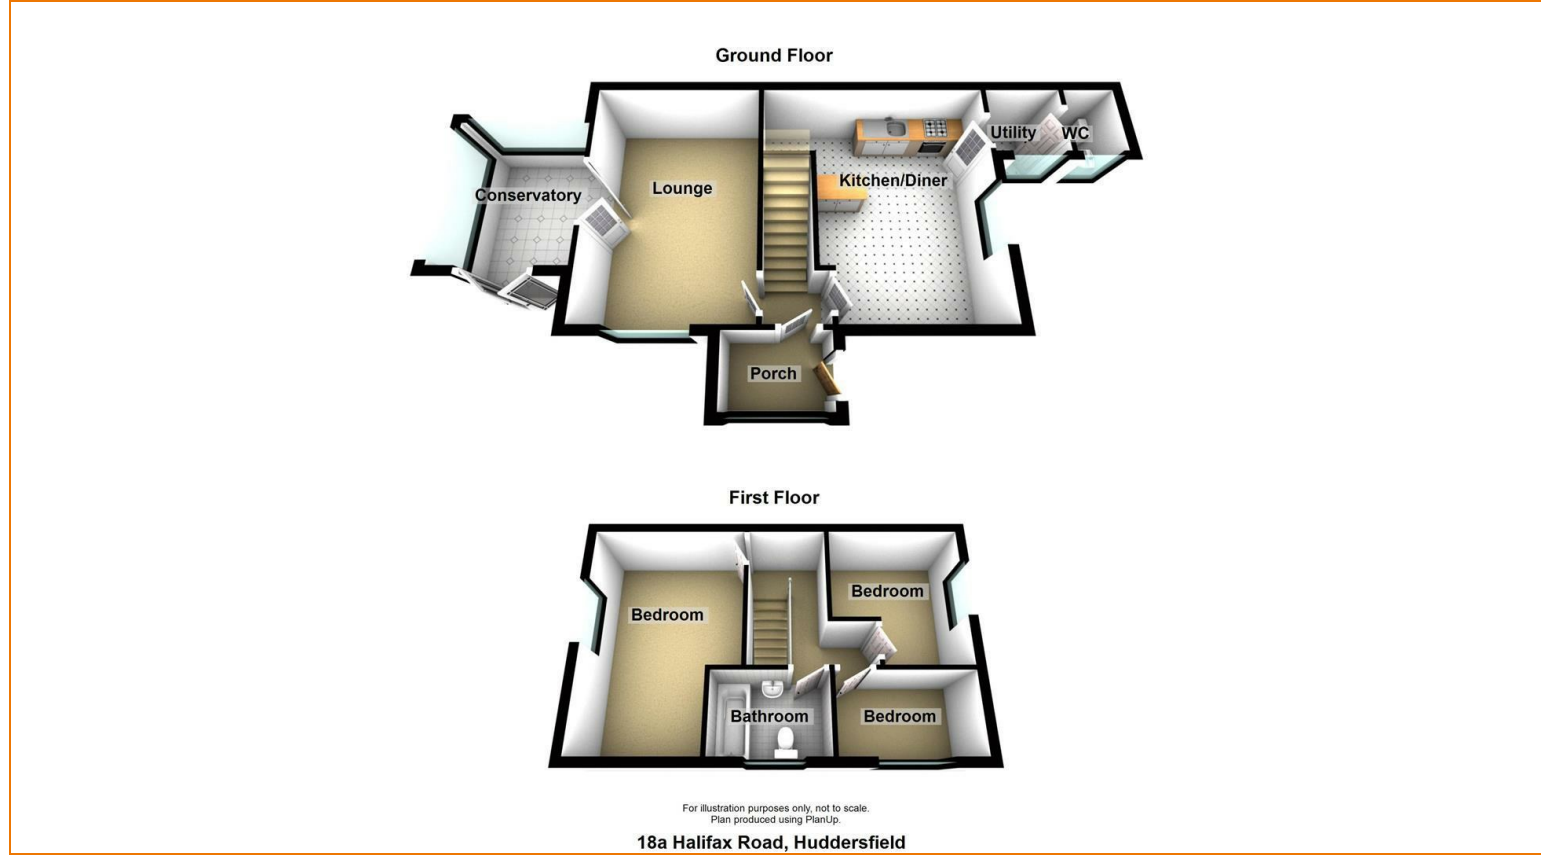 Ground Floor
Utility
WC
Kitchen/Diner
Lounge
Conservatory
Porch
First Floor
Bedroom
Bedroom
Bathroom
Bedroom
For illustration purposes only, not to scale.
Plan produced using PlanUp.
18a Halifax Road, Huddersfield